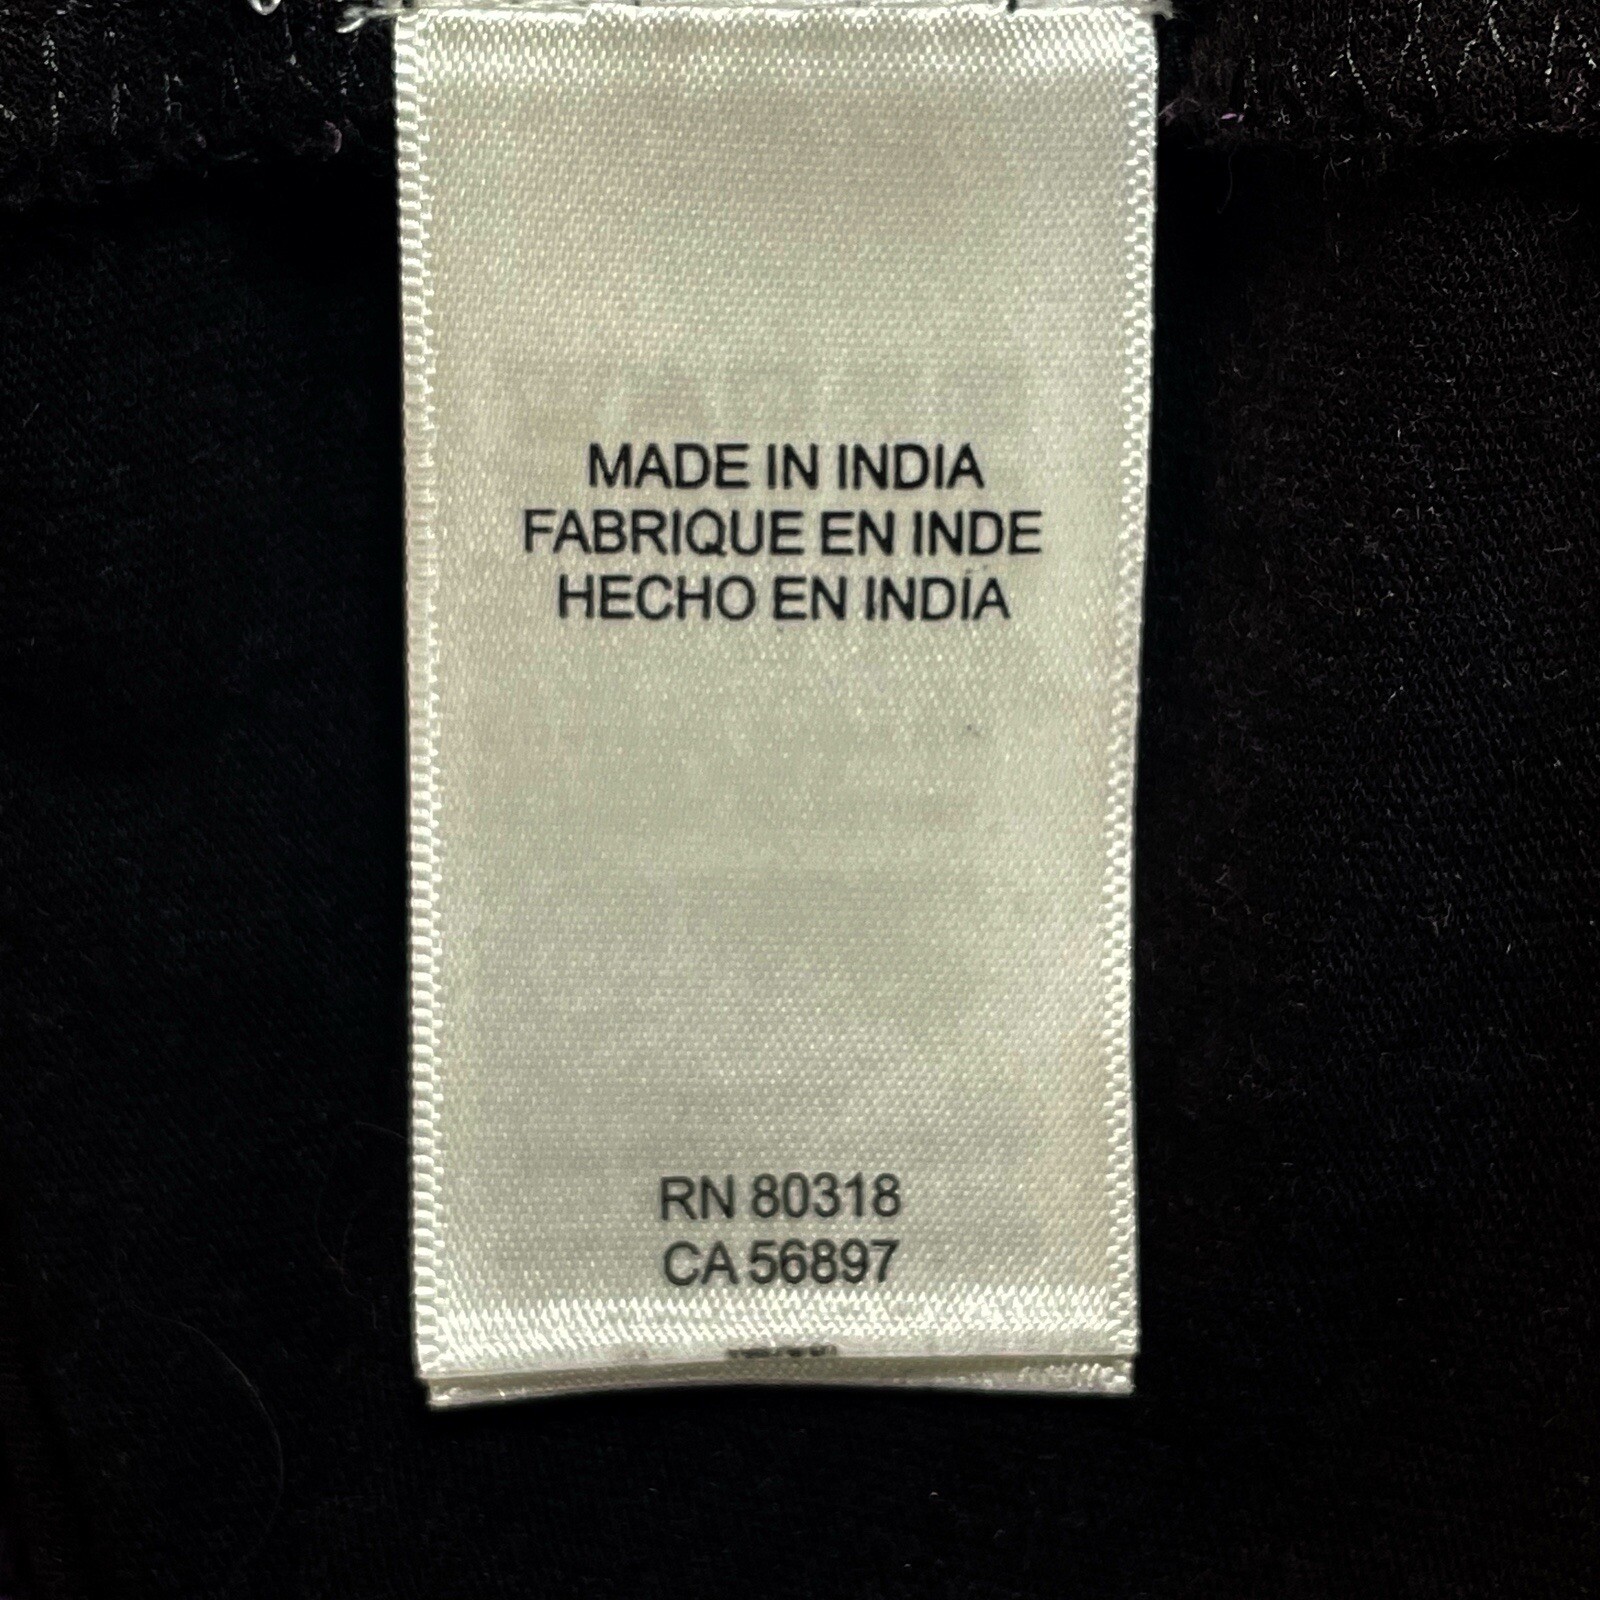 MADE IN INDIA
FABRIQUE EN INDE
HECHO EN INDIA
RN 80318
CA 56897